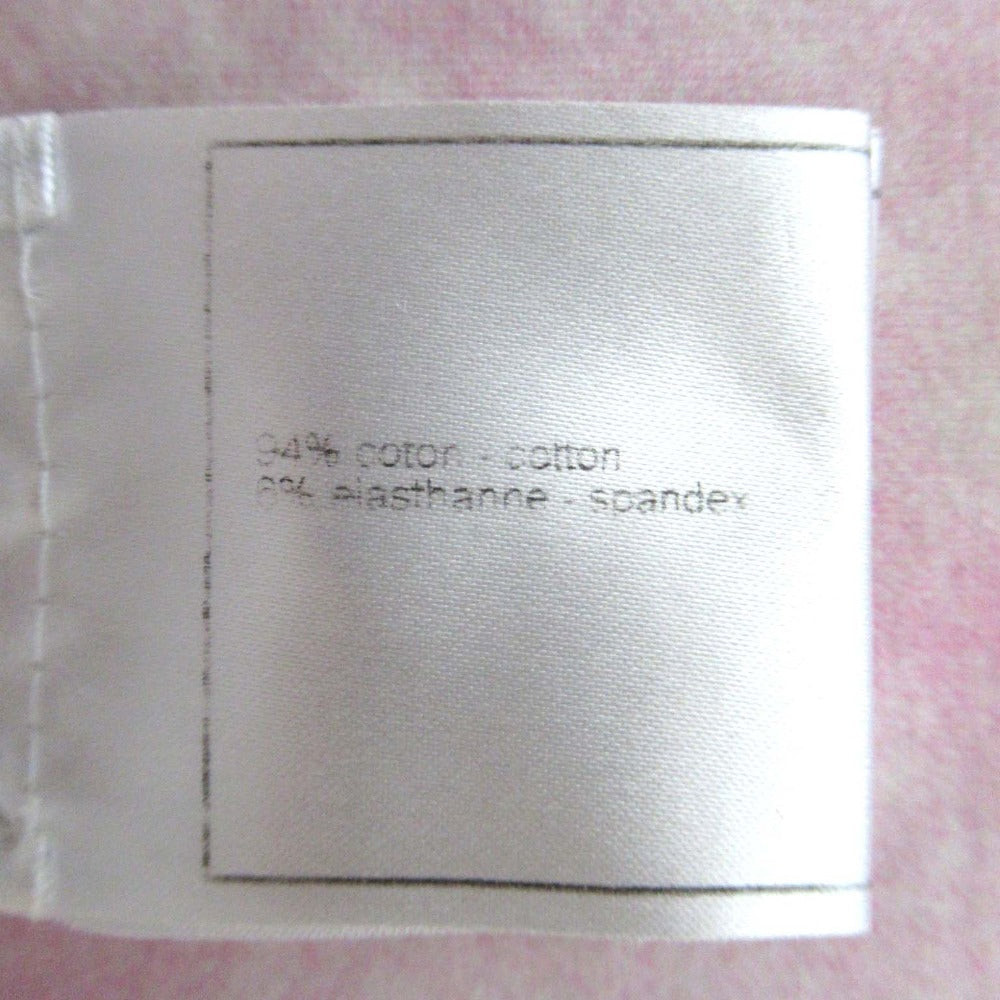 94% coton - cotton
6% elasthanne - spandex